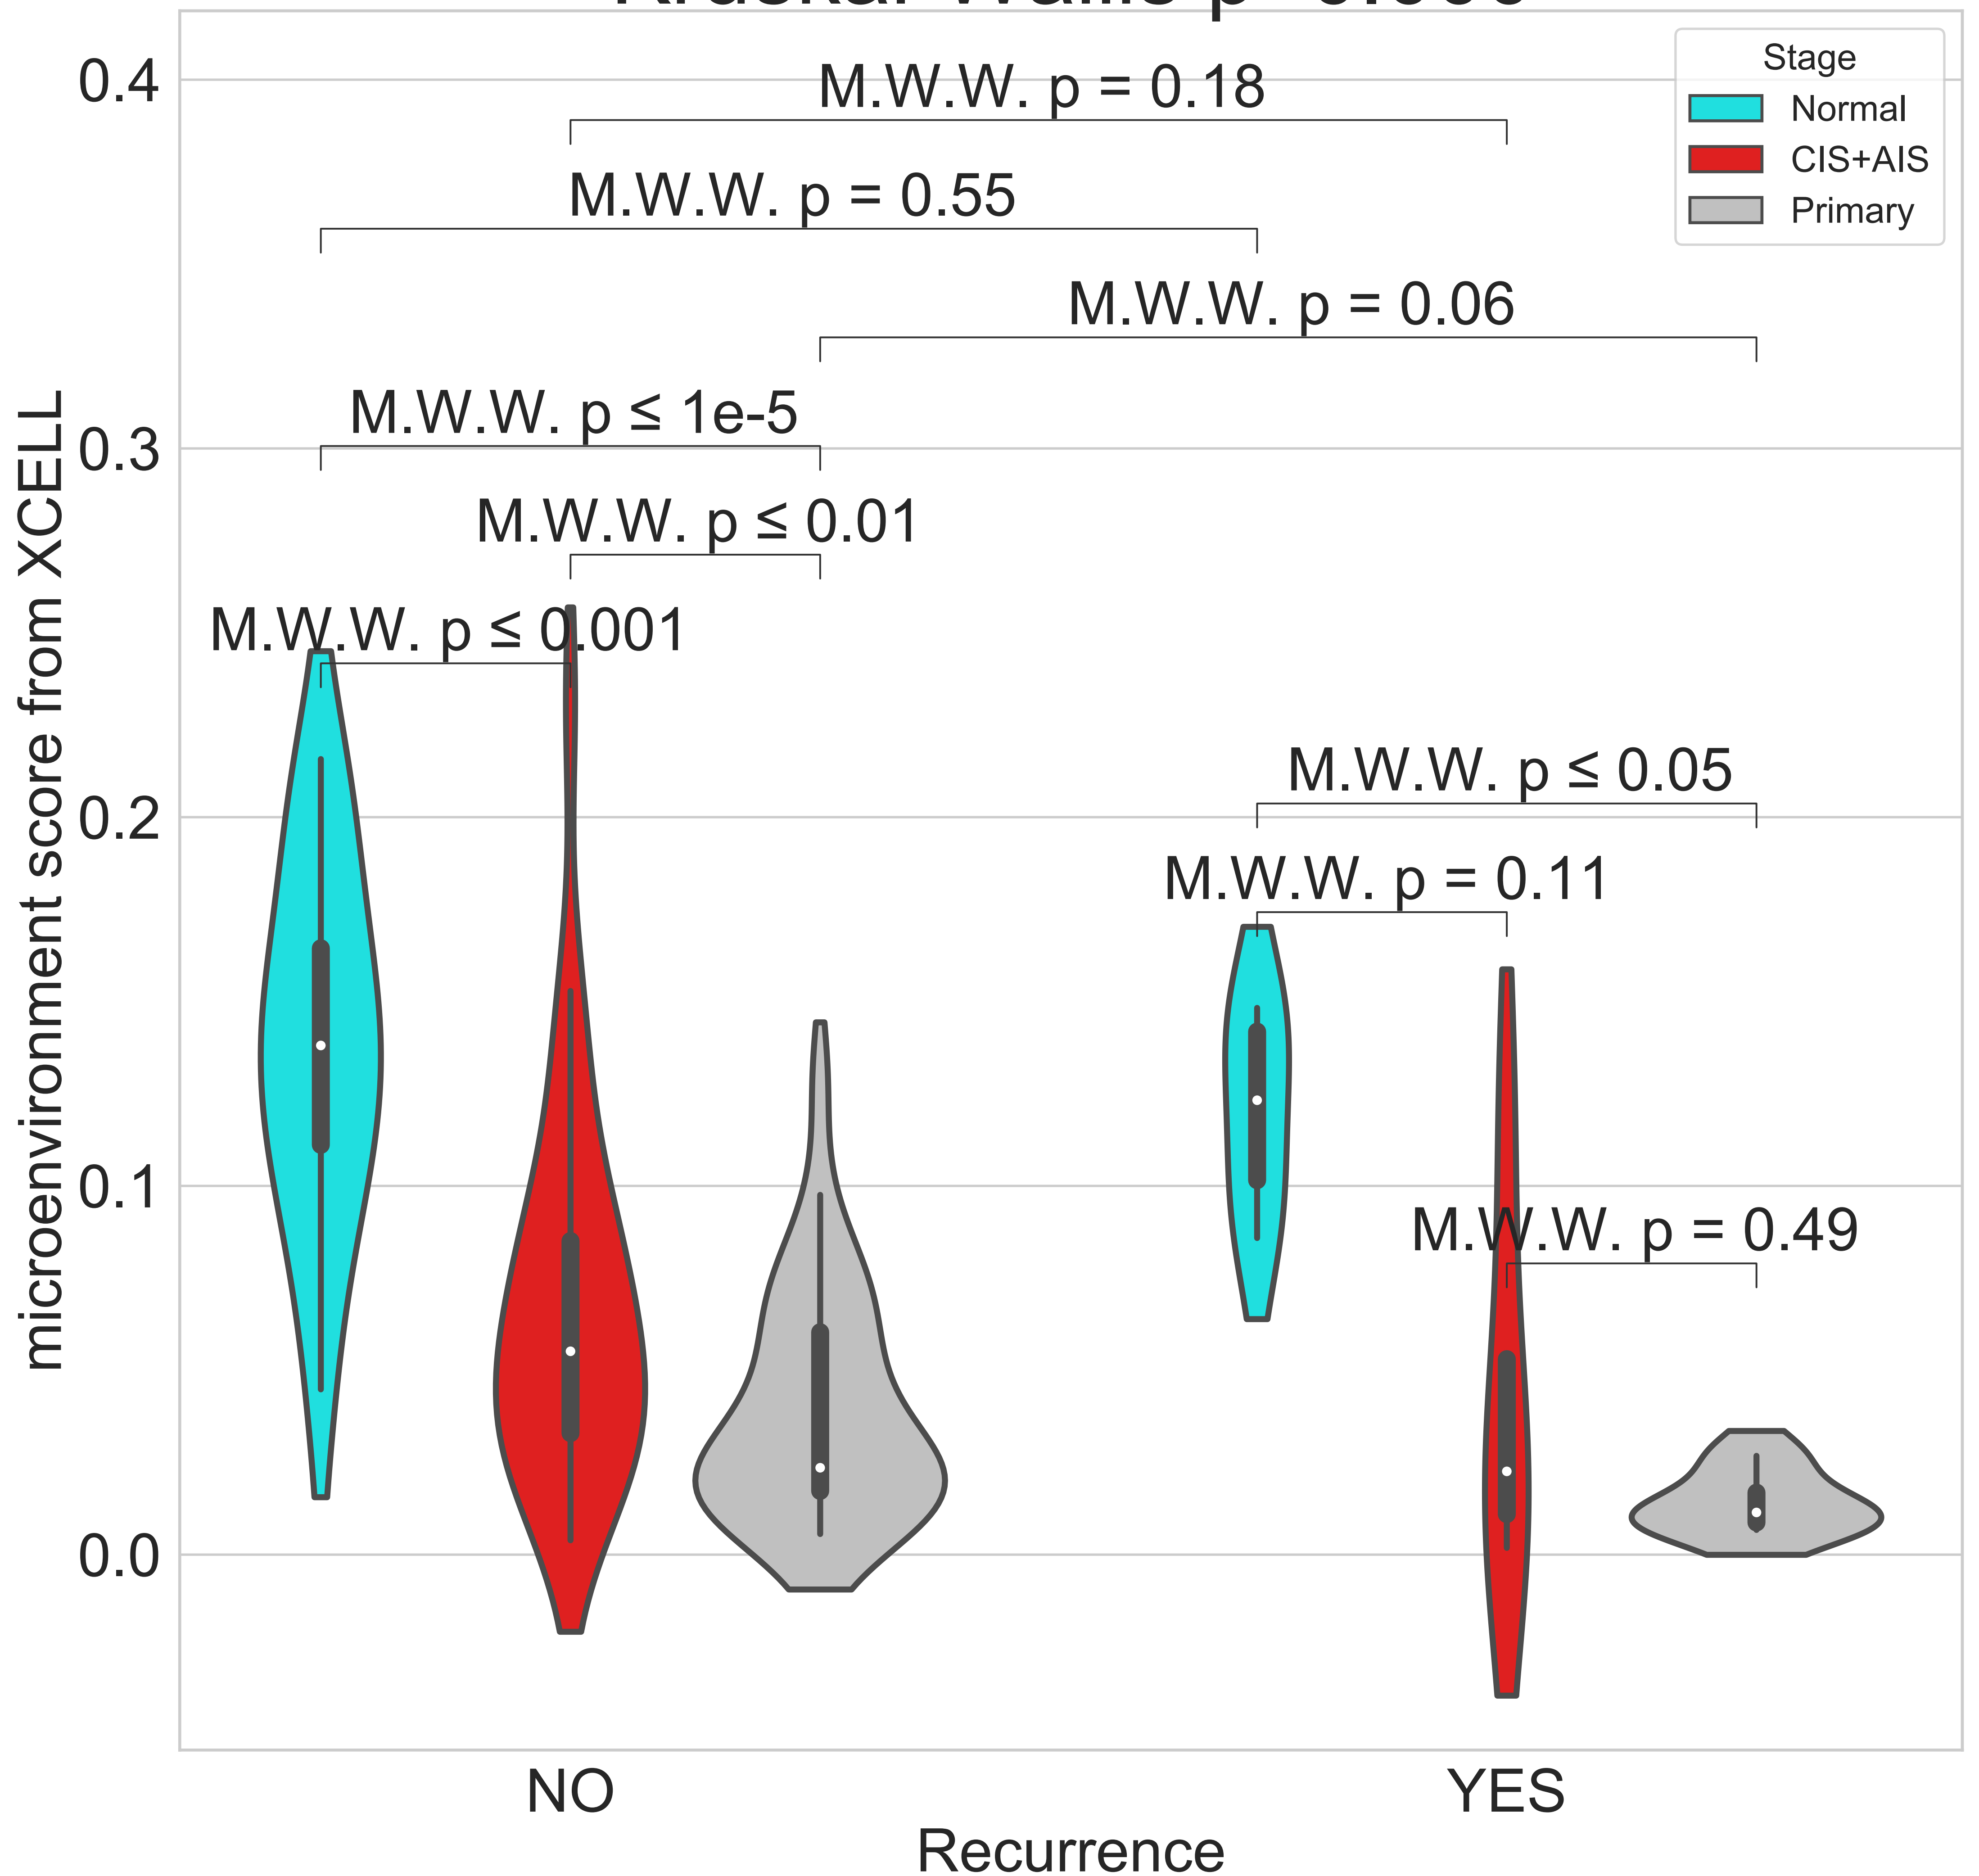 Stage
Normal
CIS+AIS
Primary
0.4
0.3
0.2
0.1
0.0
microenvironment score from XCELL
M.W.W. p = 0.18
M.W.W. p = 0.55
M.W.W. p = 0.06
M.W.W. p ≤ 1e-5
M.W.W. p ≤ 0.01
M.W.W. p ≤ 0.001
M.W.W. p ≤ 0.05
M.W.W. p = 0.11
M.W.W. p = 0.49
NO
YES
Recurrence